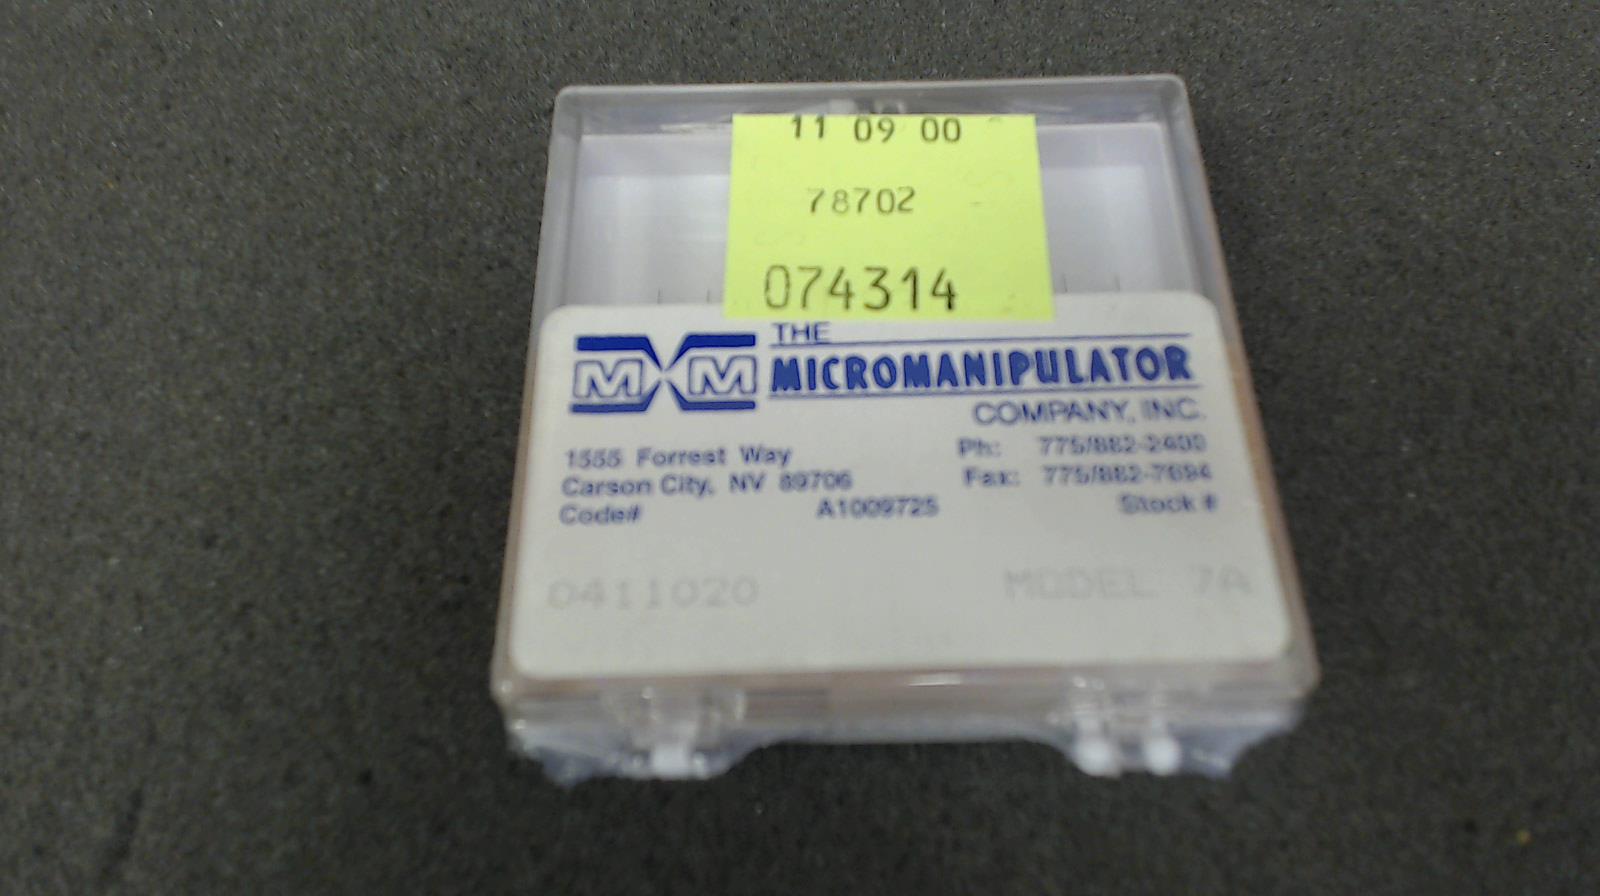 11 09 00
78702
074314
MXM THE
MICROMANIPULATOR
COMPANY, INC.
1555 Forrest Way Ph: 775/882-2400
Carson City, NV 89706 Fax: 775/882-7694
Code# A1009725 Stock #
0411020 MODEL 7A